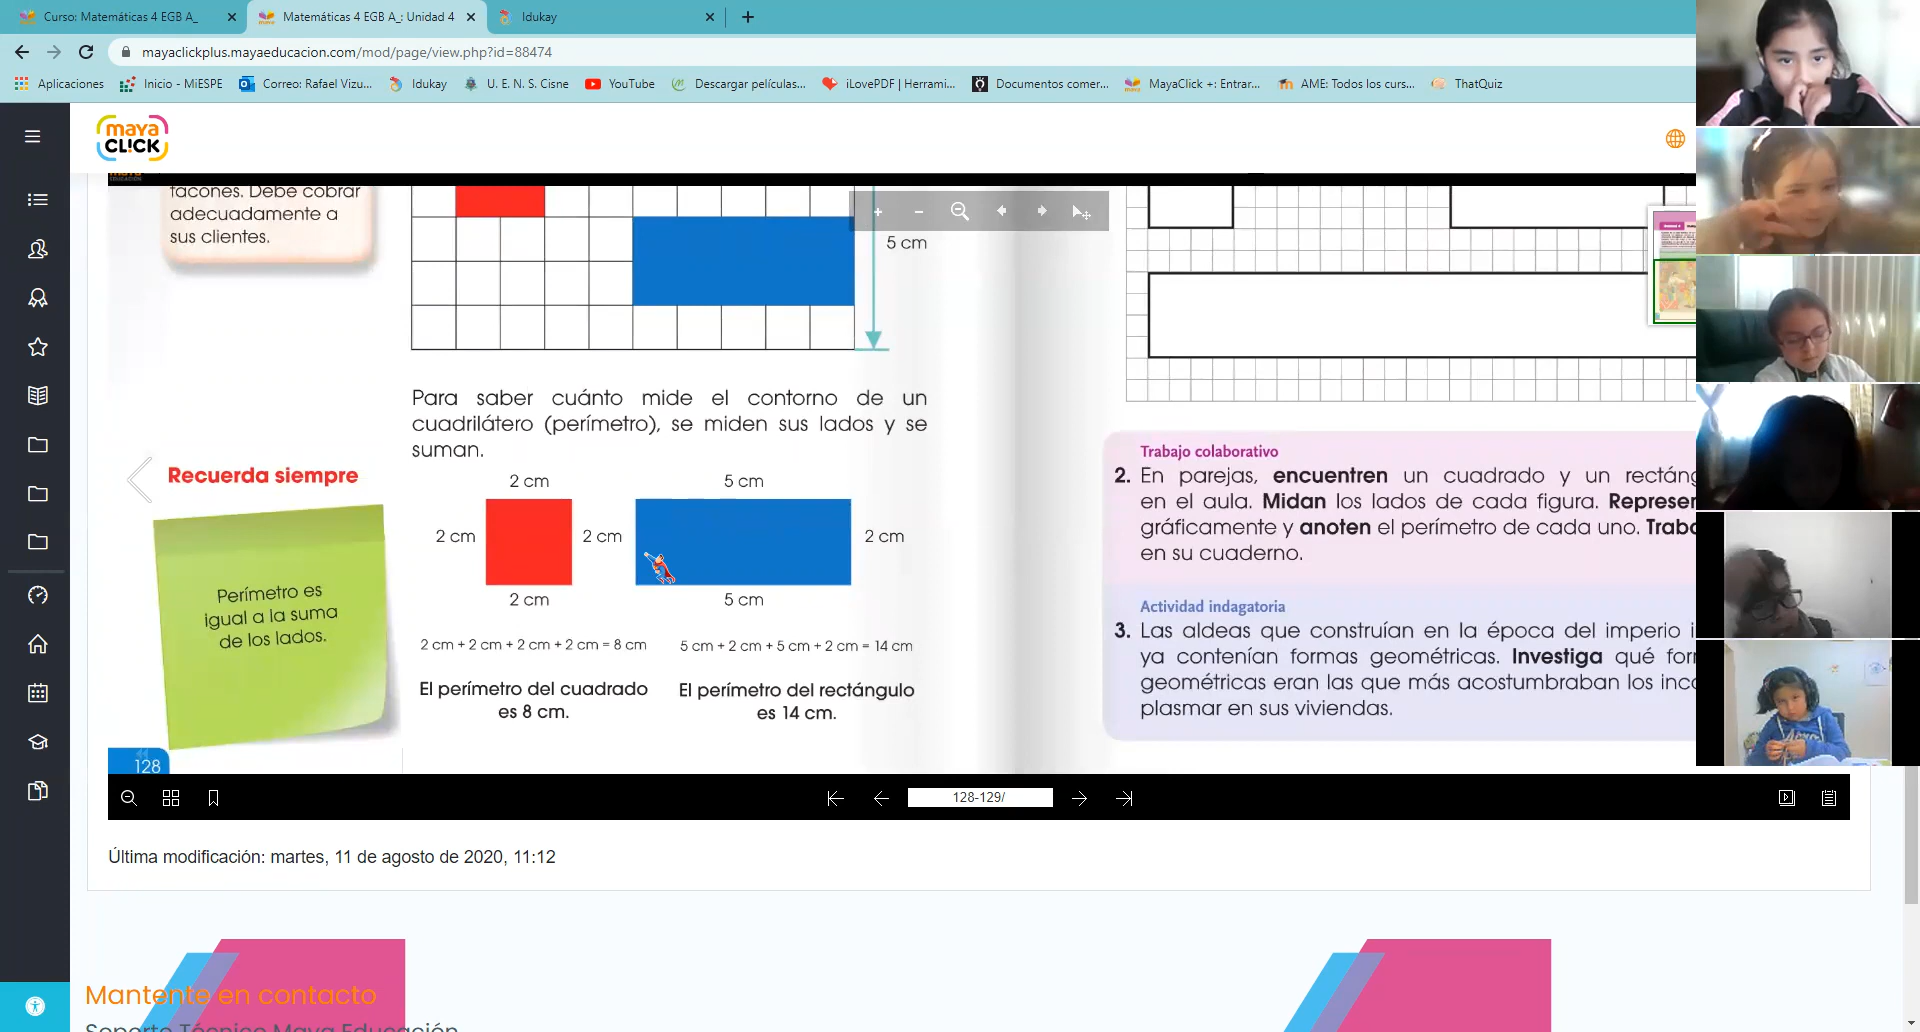 Curso: Matemáticas 4 EGB A_
Matemáticas 4 EGB A_: Unidad 4
Idukay
mayaclickplus.mayaeducacion.com/mod/page/view.php?id=88474
Aplicaciones
Inicio - MiESPE
Correo: Rafael Vizu...
Idukay
U. E. N. S. Cisne
YouTube
Descargar películas...
iLovePDF | Herrami...
Documentos comer...
MayaClick +: Entrar...
AME: Todos los curs...
ThatQuiz
maya
CLICK
tacones. Debe cobrar
adecuadamente a
sus clientes.
5 cm
Para saber cuánto mide el contorno de un
cuadrilátero (perímetro), se miden sus lados y se
suman.
Recuerda siempre
Perímetro es
igual a la suma
de los lados.
2 cm
5 cm
2 cm
2 cm
2 cm
2 cm
5 cm
2 cm + 2 cm + 2 cm + 2 cm = 8 cm
5 cm + 2 cm + 5 cm + 2 cm = 14 cm
El perímetro del cuadrado
es 8 cm.
El perímetro del rectángulo
es 14 cm.
128
Trabajo colaborativo
2. En parejas, encuentren un cuadrado y un rectáng
en el aula. Midan los lados de cada figura. Represen
gráficamente y anoten el perímetro de cada uno. Traba
en su cuaderno.
Actividad indagatoria
3. Las aldeas que construían en la época del imperio i
ya contenían formas geométricas. Investiga qué for
geométricas eran las que más acostumbraban los inca
plasmar en sus viviendas.
128-129/
Última modificación: martes, 11 de agosto de 2020, 11:12
Mantente en contacto
Soporte Técnico Maya Educación